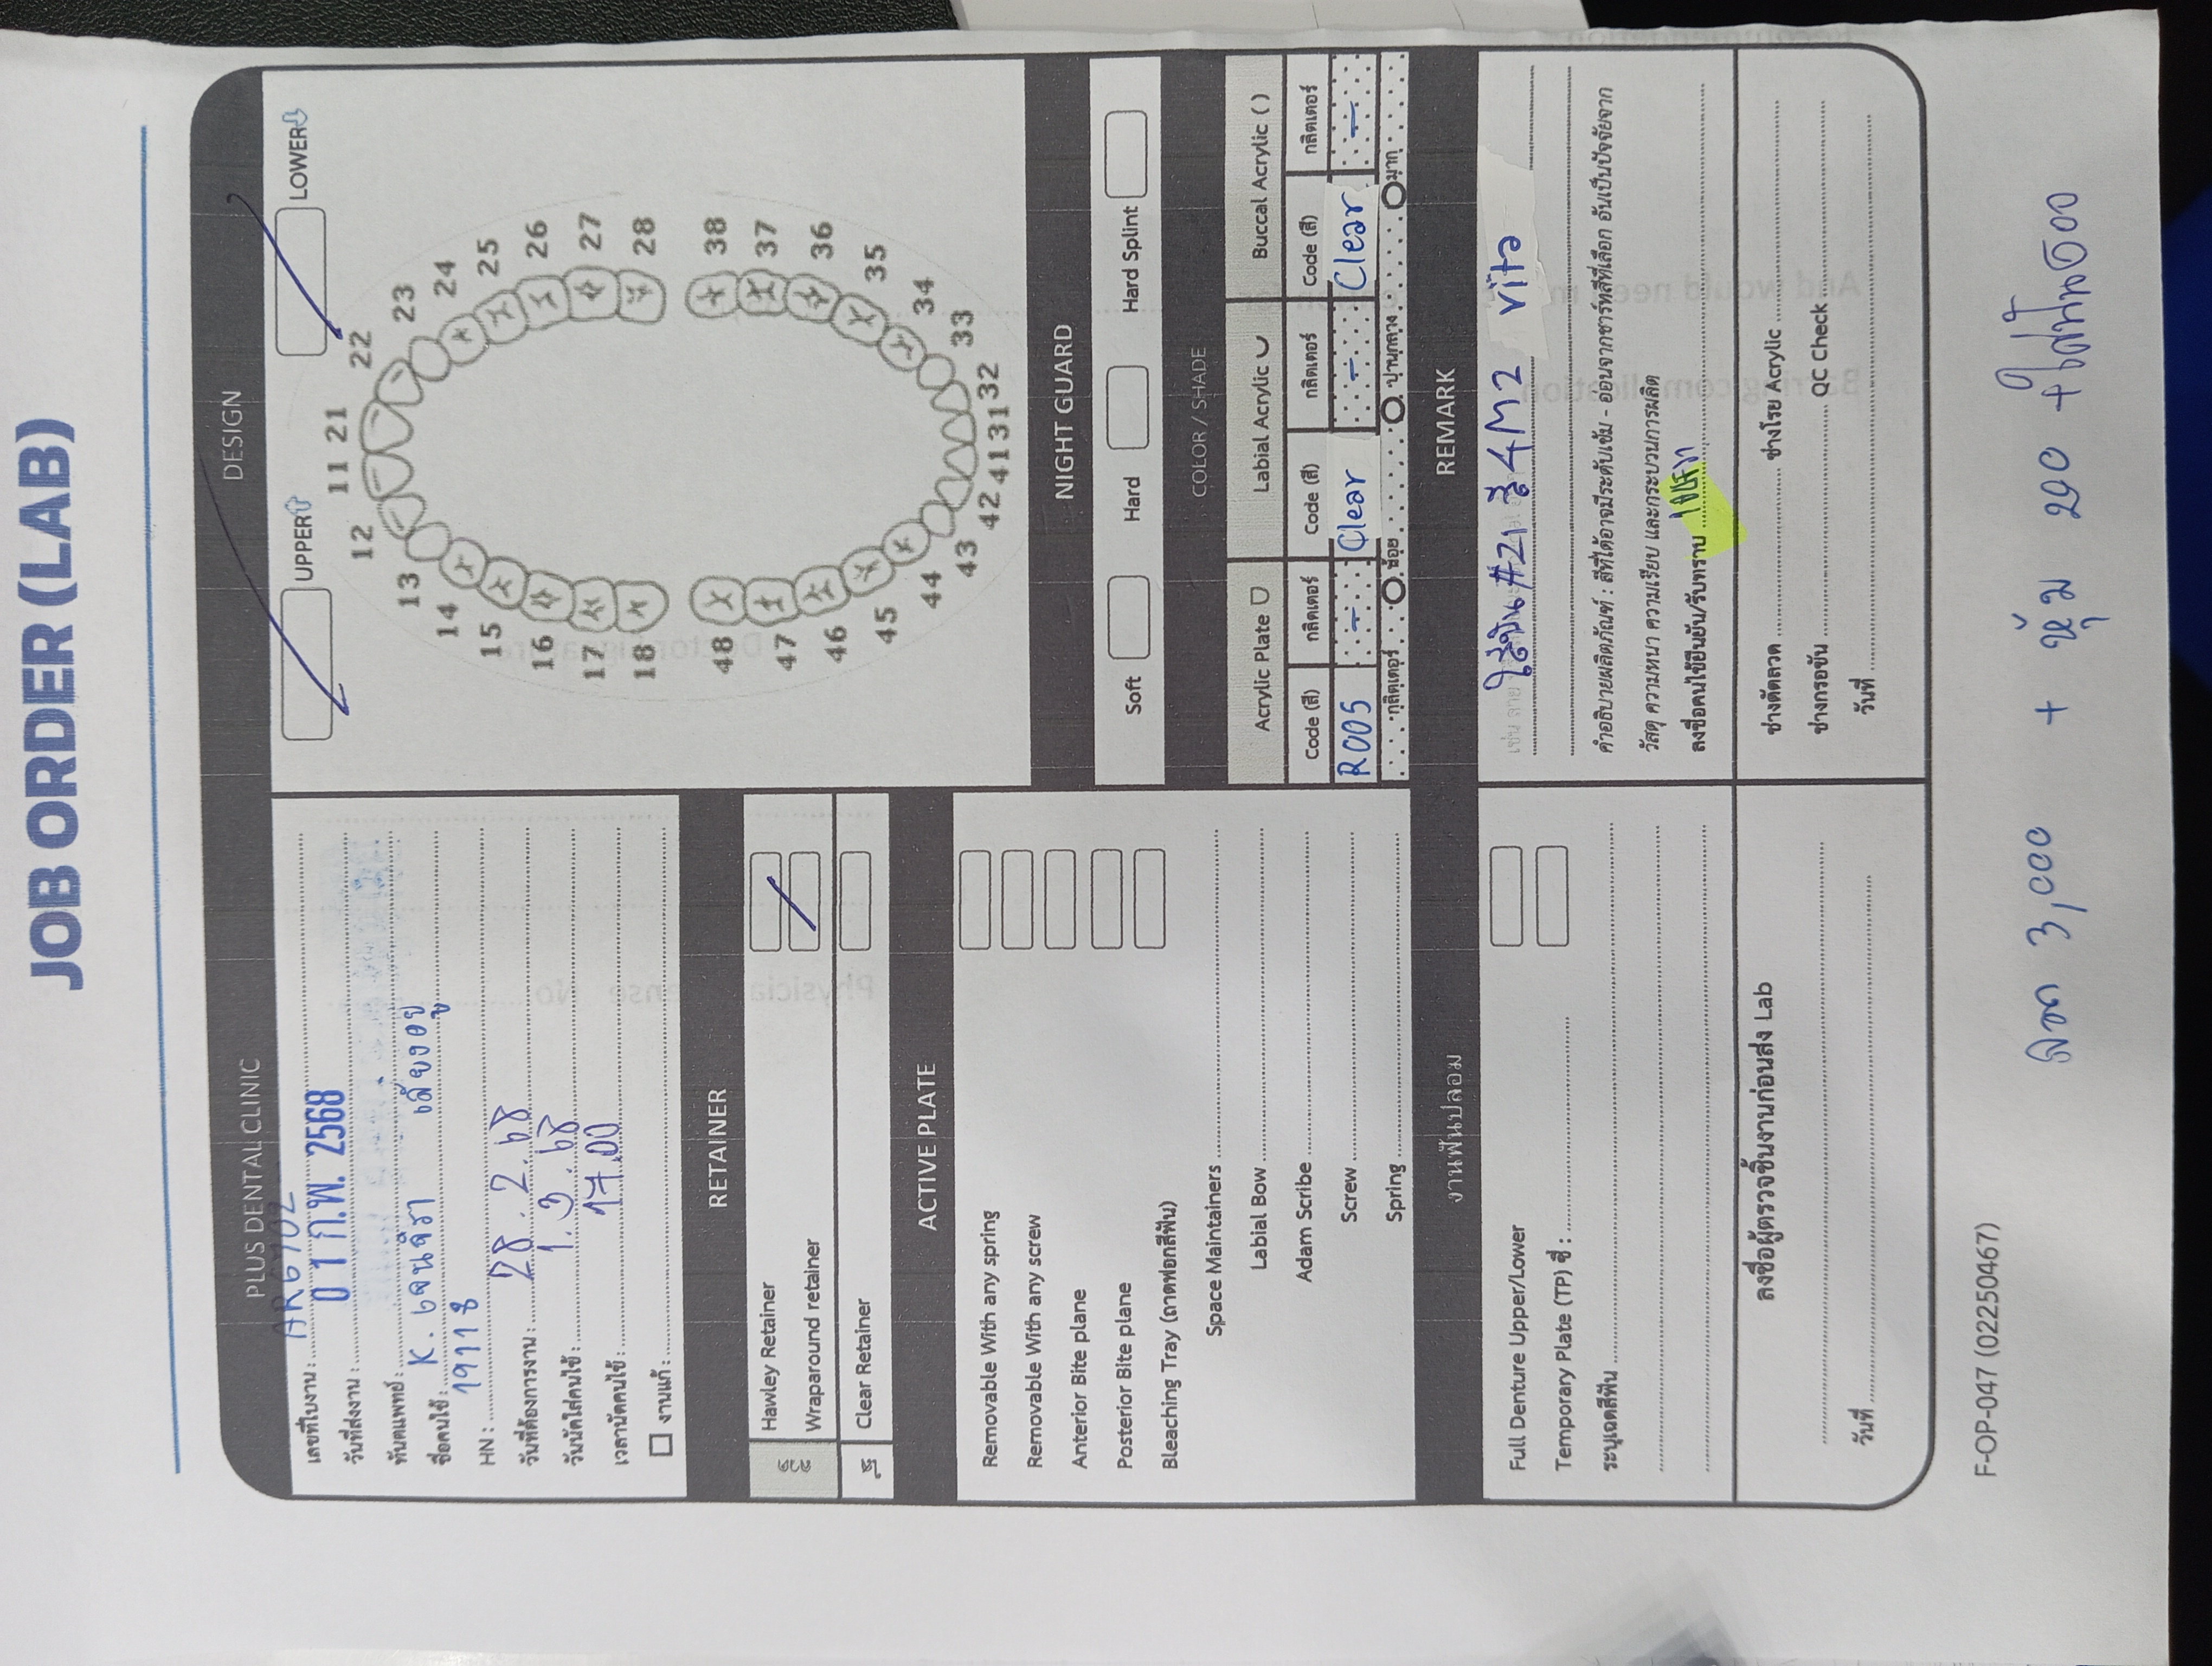 JOB ORDER (LAB)
PLUS DENTAL CLINIC
เลขที่ใบงาน : AR6702
วันที่ส่งงาน : 01 ก.พ. 2568
ทันตแพทย์ :
ชื่อคนไข้ : K. เจนจิรา เลี้ยงอยู่
HN : 19118
วันที่ต้องการงาน : 28.2.68
วันนัดใส่คนไข้ : 1.3.68
เวลานัดคนไข้ : 17.00
งานแก้ :
DESIGN
UPPER
LOWER
11 21
12 22
13 23
14 24
15 25
16 26
17 27
18 28
48 38
47 37
46 36
45 35
44 34
43 33
42 41 31 32
RETAINER
ลวด
Hawley Retainer
Wraparound retainer
ใส
Clear Retainer
ACTIVE PLATE
Removable With any spring
Removable With any screw
Anterior Bite plane
Posterior Bite plane
Bleaching Tray (ถาดฟอกสีฟัน)
Space Maintainers
Labial Bow
Adam Scribe
Screw
Spring
NIGHT GUARD
Soft Hard Hard Splint
COLOR / SHADE
Acrylic Plate Labial Acrylic Buccal Acrylic ( )
Code (สี) กลิตเตอร์ Code (สี) กลิตเตอร์ Code (สี) กลิตเตอร์
R005 - Clear - Clear -
กลิตเตอร์ น้อย ปานกลาง มาก
งานฟันปลอม
Full Denture Upper/Lower
Temporary Plate (TP) ซี่ :
ระบุเฉดสีฟัน
REMARK
ใส่ฟัน #21 สี 4M2 vita
คำอธิบายผลิตภัณฑ์ : สีที่ได้อาจมีระดับเข้ม - อ่อนจากชาร์ทสีที่เลือก อันเป็นปัจจัยจาก
วัสดุ ความหนา ความเรียบ และกระบวนการผลิต
ลงชื่อคนไข้ยืนยัน/รับทราบ
ลงชื่อผู้ตรวจชิ้นงานก่อนส่ง Lab
วันที่
ช่างดัดลวด ช่างโรย Acrylic
ช่างกรอขัน QC Check
วันที่
F-OP-047 (02250467)
ลวด 3,000 + หุ้ม 200 + ใส่ฟัน 500